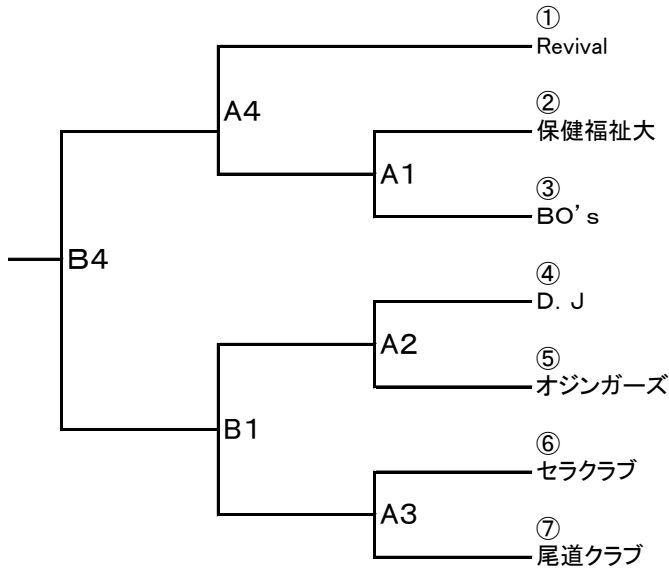 ①
Revival
A4
②
保健福祉大
A1
③
BO’s
B4
④
D．J
A2
⑤
オジンガーズ
B1
⑥
セラクラブ
A3
⑦
尾道クラブ